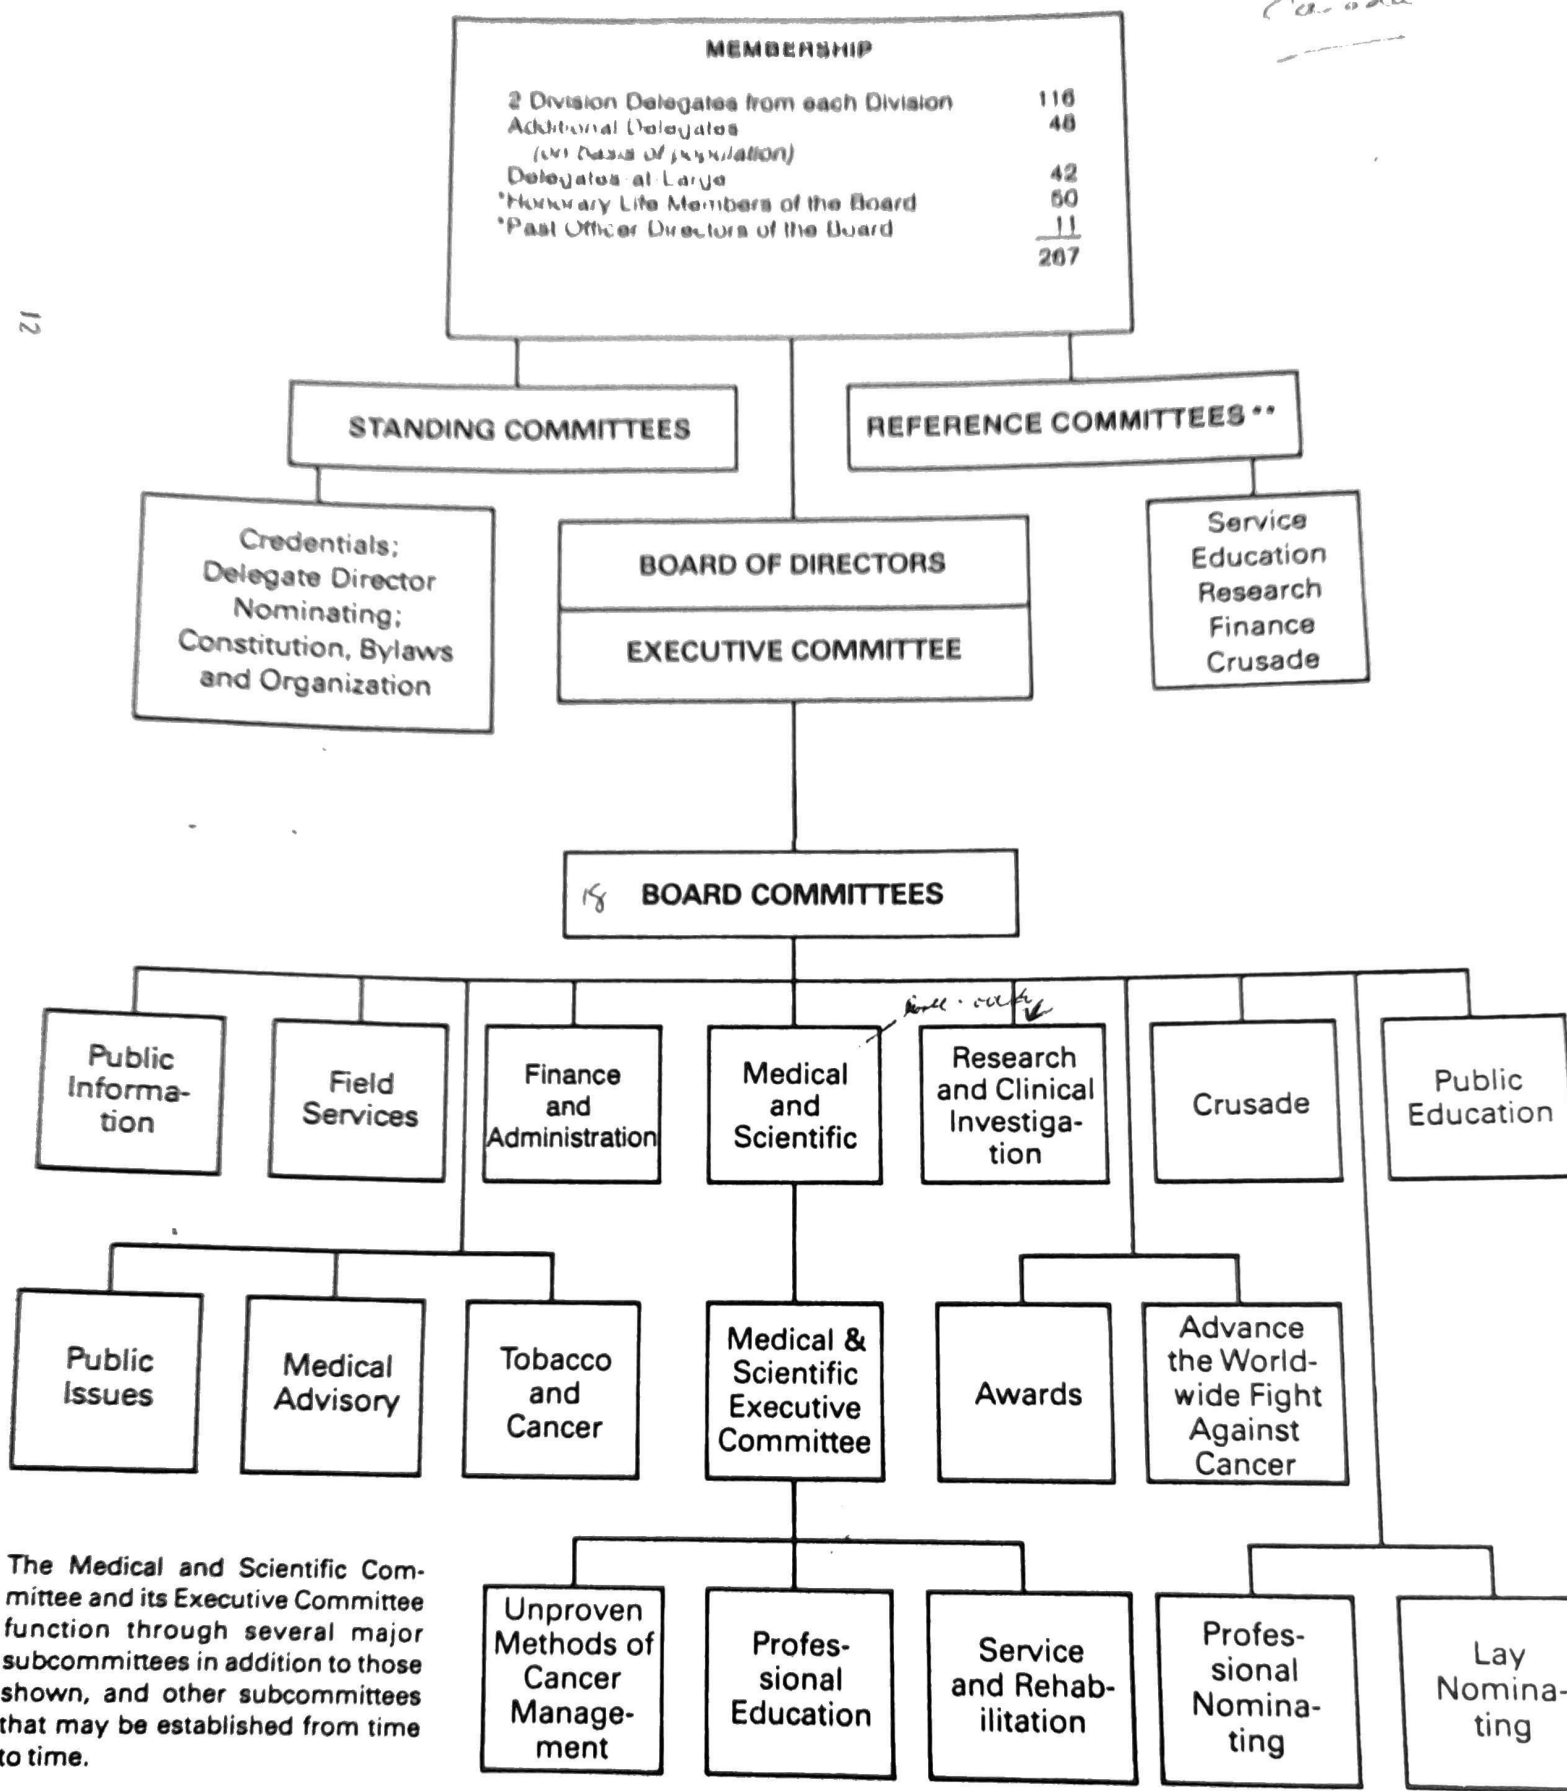 MEMBERSHIP
2 Division Delegates from each Division 116
Additional Delegates 48
(on basis of population)
Delegates at Large 42
*Honorary Life Members of the Board 50
*Past Officer Directors of the Board 11
267
12
STANDING COMMITTEES
REFERENCE COMMITTEES**
Credentials;
Delegate Director
Nominating;
Constitution, Bylaws
and Organization
BOARD OF DIRECTORS
EXECUTIVE COMMITTEE
Service
Education
Research
Finance
Crusade
18 BOARD COMMITTEES
Public
Informa-
tion
Field
Services
Finance
and
Administration
Medical
and
Scientific
Research
and Clinical
Investiga-
tion
Crusade
Public
Education
Public
Issues
Medical
Advisory
Tobacco
and
Cancer
Medical &
Scientific
Executive
Committee
Awards
Advance
the World-
wide Fight
Against
Cancer
The Medical and Scientific Com-
mittee and its Executive Committee
function through several major
subcommittees in addition to those
shown, and other subcommittees
that may be established from time
to time.
Unproven
Methods of
Cancer
Manage-
ment
Profes-
sional
Education
Service
and Rehab-
ilitation
Profes-
sional
Nomina-
ting
Lay
Nomina-
ting